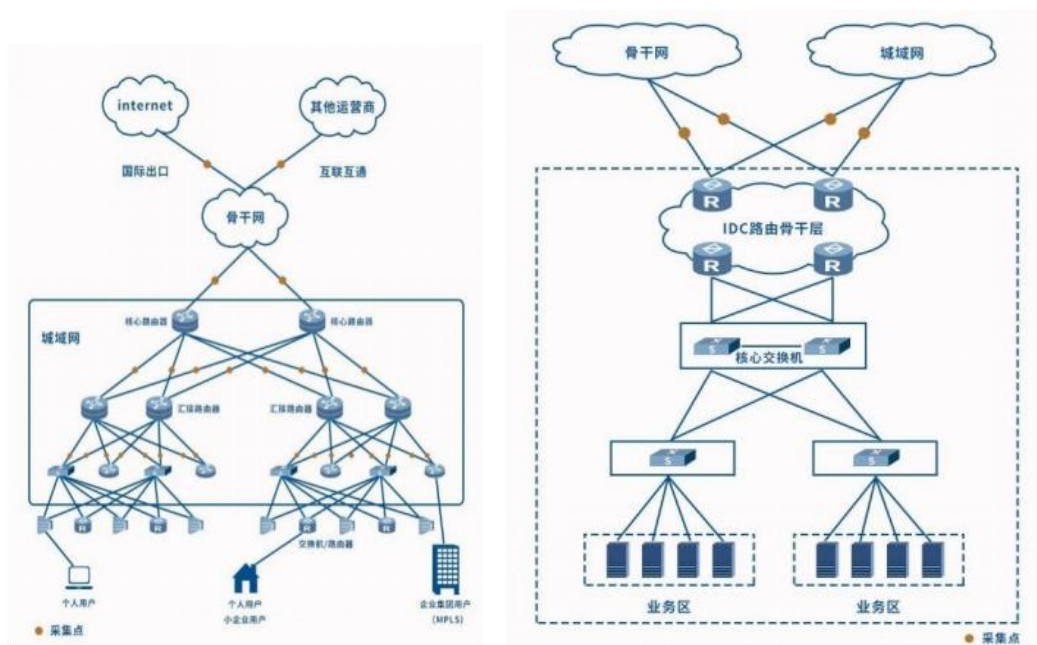 internet
其他运营商
国际出口
互联互通
骨干网
核心路由器
核心路由器
城域网
汇接路由器
汇接路由器
R
R
R
R
交换机/路由器
个人用户
个人用户
小企业用户
企业集团用户
(MPLS)
采集点
骨干网
城域网
R
R
IDC路由骨干层
R
R
S
S
核心交换机
S
S
业务区
业务区
采集点